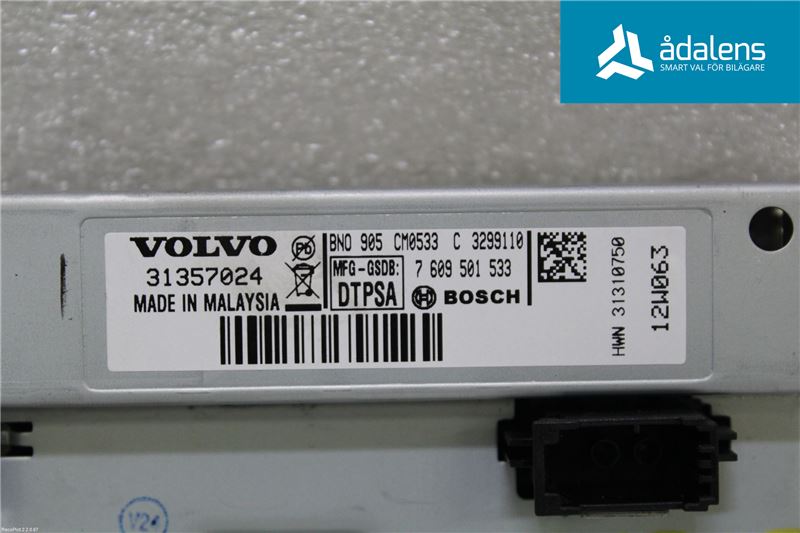 ådalens
SMART VAL FÖR BILÄGARE
VOLVO
31357024
MADE IN MALAYSIA
Pb
BNO 905 CM0533 C 3299110
MFG-GSDB:
DTPSA
7 609 501 533
BOSCH
HWN 31310750
12W063
V24